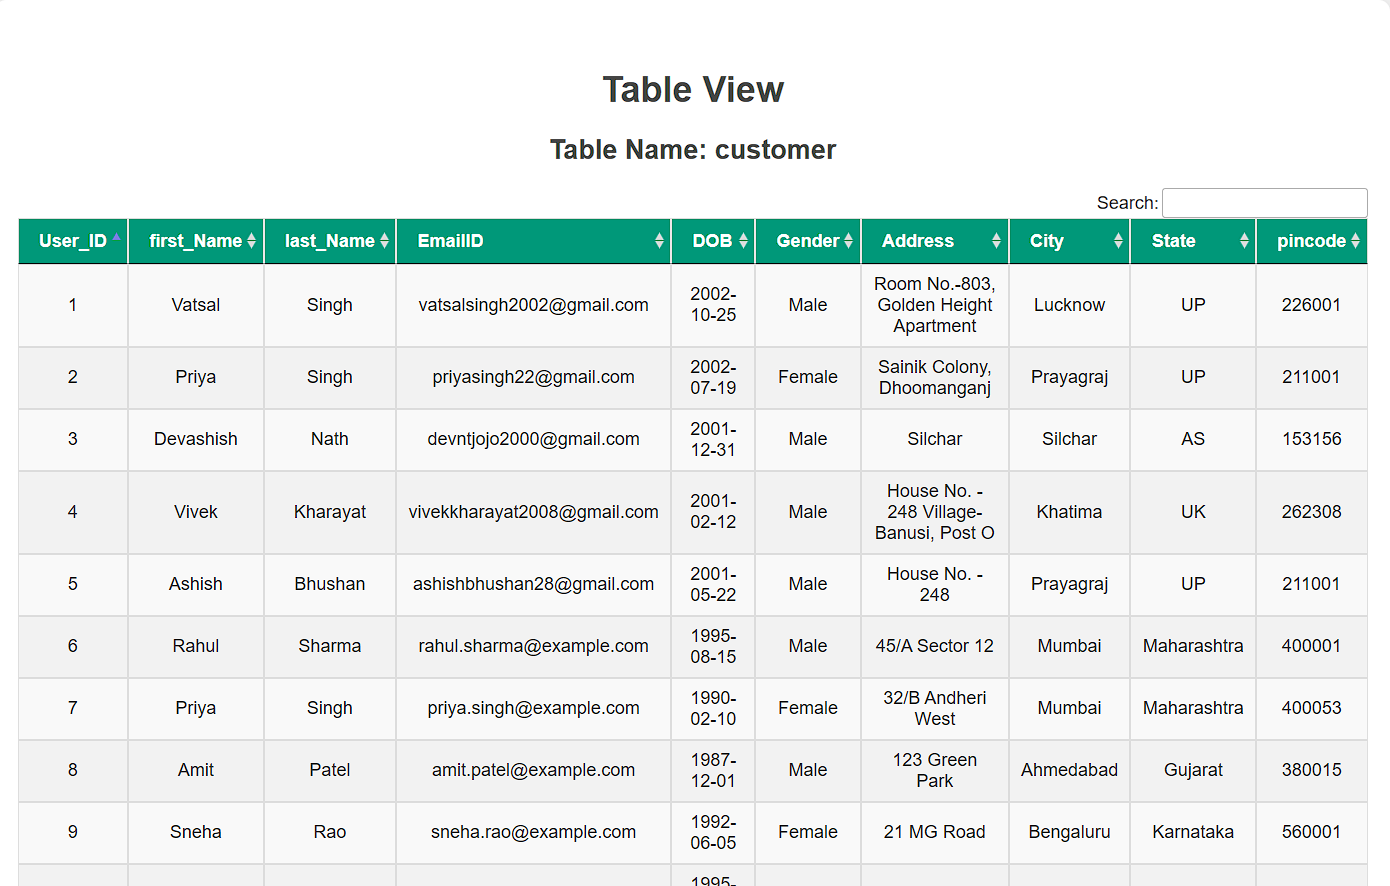 Table View
Table Name: customer
Search:
User_ID first_Name last_Name EmailID DOB Gender Address City State pincode
1 Vatsal Singh vatsalsingh2002@gmail.com 2002-10-25 Male Room No.-803, Golden Height Apartment Lucknow UP 226001
2 Priya Singh priyasingh22@gmail.com 2002-07-19 Female Sainik Colony, Dhoomanganj Prayagraj UP 211001
3 Devashish Nath devntjojo2000@gmail.com 2001-12-31 Male Silchar Silchar AS 153156
4 Vivek Kharayat vivekkharayat2008@gmail.com 2001-02-12 Male House No. - 248 Village- Banusi, Post O Khatima UK 262308
5 Ashish Bhushan ashishbhushan28@gmail.com 2001-05-22 Male House No. - 248 Prayagraj UP 211001
6 Rahul Sharma rahul.sharma@example.com 1995-08-15 Male 45/A Sector 12 Mumbai Maharashtra 400001
7 Priya Singh priya.singh@example.com 1990-02-10 Female 32/B Andheri West Mumbai Maharashtra 400053
8 Amit Patel amit.patel@example.com 1987-12-01 Male 123 Green Park Ahmedabad Gujarat 380015
9 Sneha Rao sneha.rao@example.com 1992-06-05 Female 21 MG Road Bengaluru Karnataka 560001
1995-